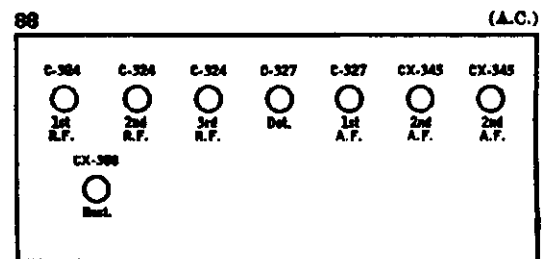 88 (A.C.)
C-324 C-324 C-324 C-327 C-327 CX-345 CX-345
1st 2nd 3rd Det. 1st 2nd 2nd
R.F. R.F. R.F. A.F. A.F. A.F.
CX-380
Rect.